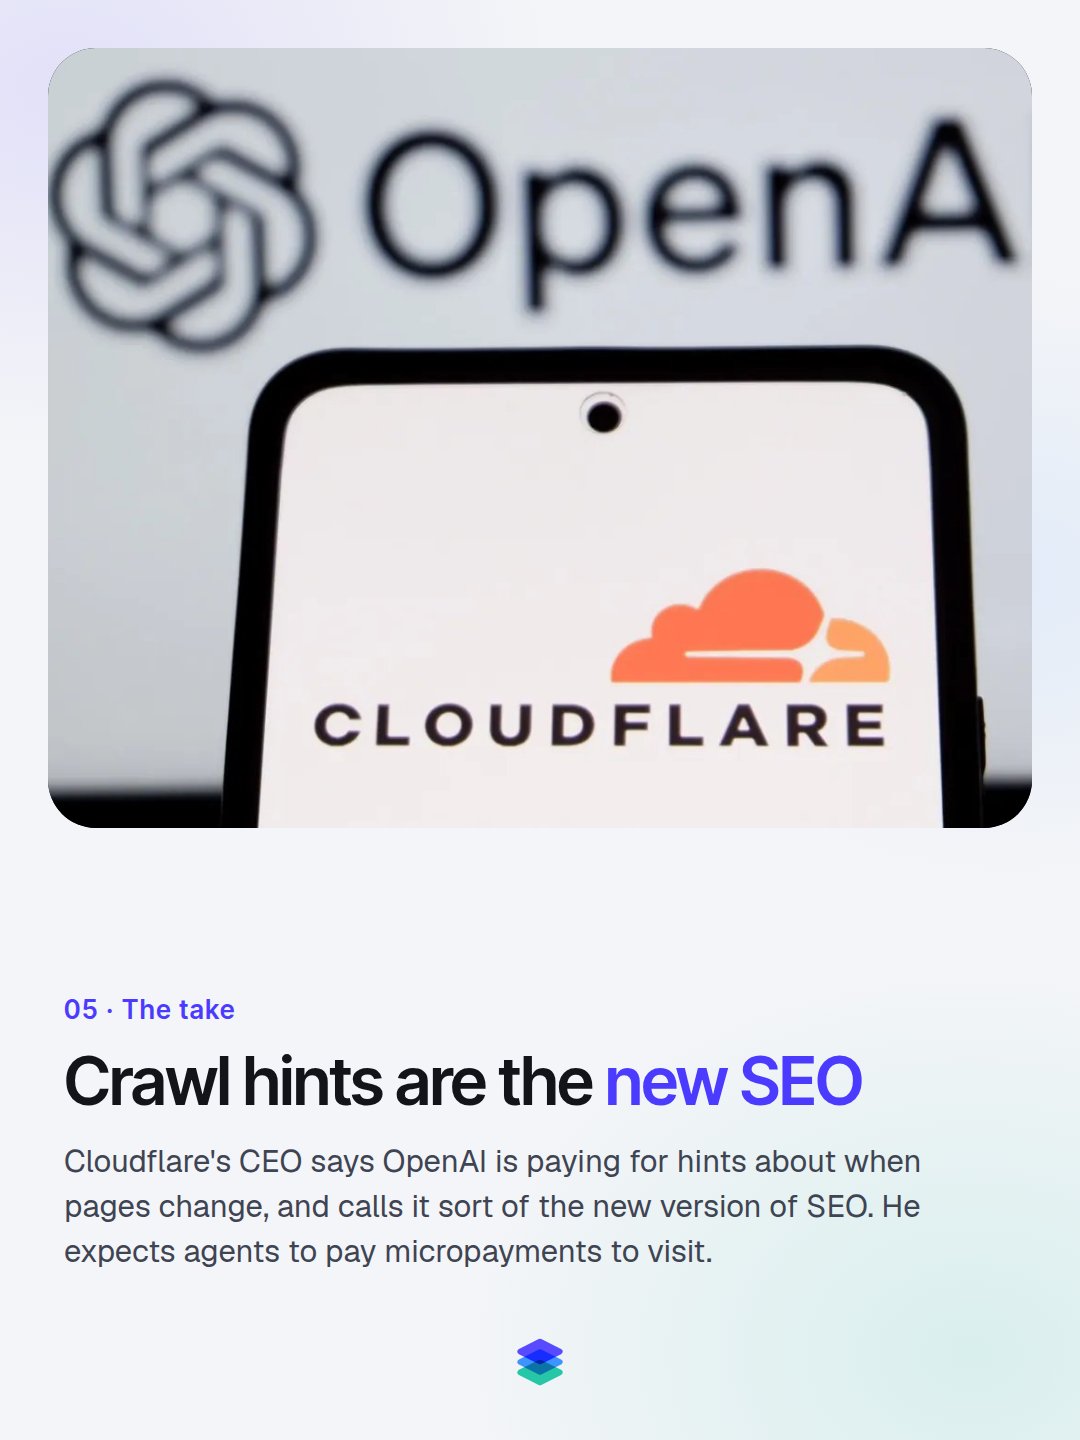 OpenA
CLOUDFLARE
05 · The take
Crawl hints are the new SEO
Cloudflare's CEO says OpenAI is paying for hints about when
pages change, and calls it sort of the new version of SEO. He
expects agents to pay micropayments to visit.